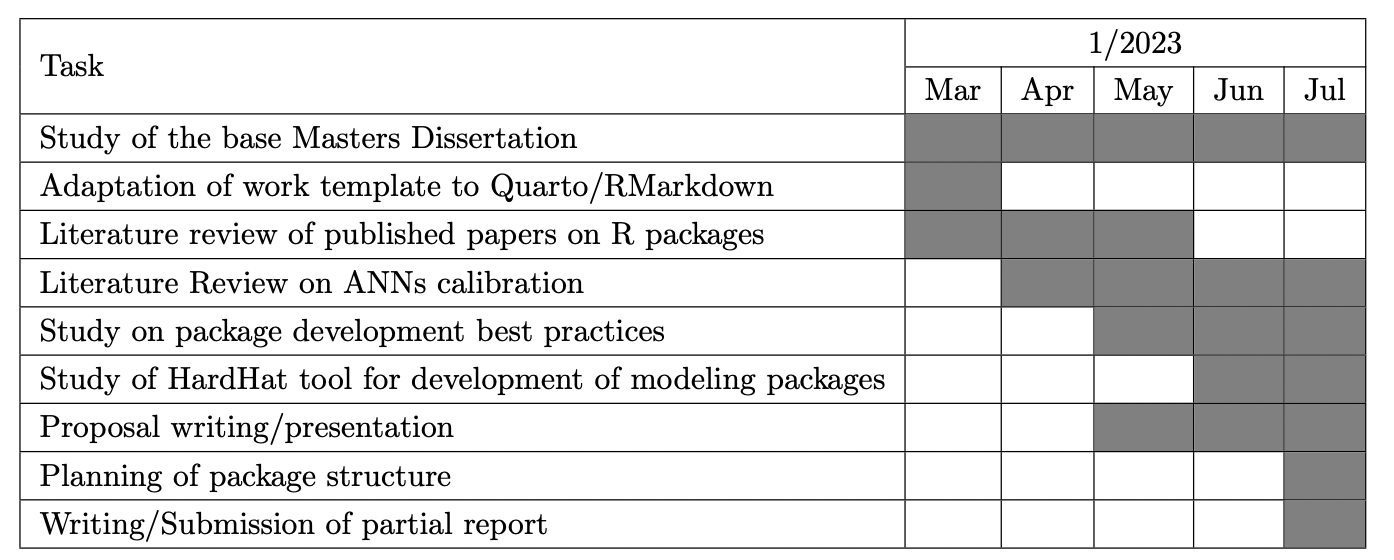 Task
1/2023
Mar Apr May Jun Jul
Study of the base Masters Dissertation
Adaptation of work template to Quarto/RMarkdown
Literature review of published papers on R packages
Literature Review on ANNs calibration
Study on package development best practices
Study of HardHat tool for development of modeling packages
Proposal writing/presentation
Planning of package structure
Writing/Submission of partial report